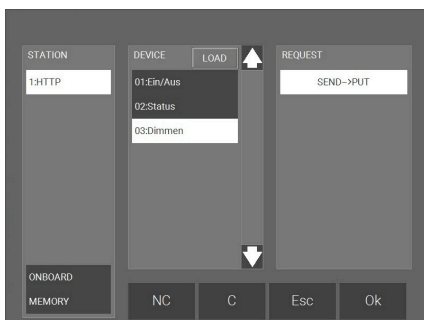 STATION
1:HTTP
ONBOARD
MEMORY
DEVICE LOAD
01:Ein/Aus
02:Status
03:Dimmen
REQUEST
SEND->PUT
NC C Esc Ok